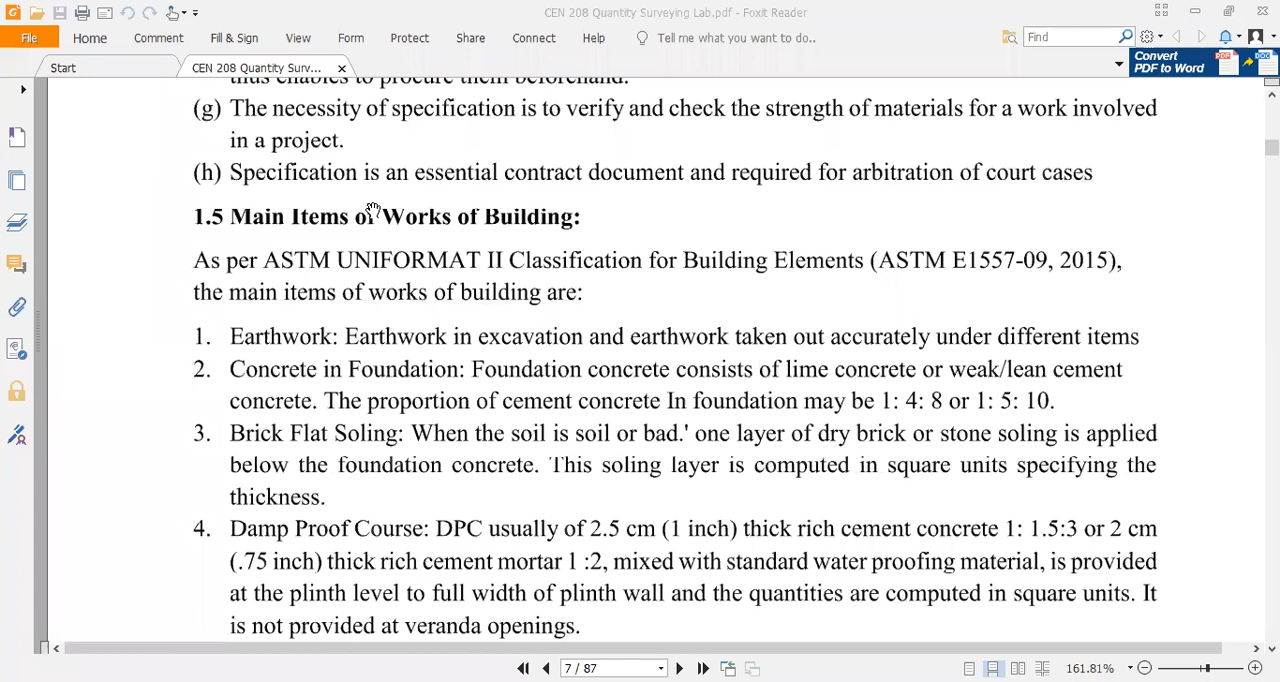 CEN 208 Quantity Surveying Lab.pdf - Foxit Reader
File Home Comment Fill & Sign View Form Protect Share Connect Help Tell me what you want to do.. Find
Start CEN 208 Quantity Surv... Convert
PDF to Word
thus enables to procure them beforehand.
(g) The necessity of specification is to verify and check the strength of materials for a work involved
in a project.
(h) Specification is an essential contract document and required for arbitration of court cases
1.5 Main Items of Works of Building:
As per ASTM UNIFORMAT II Classification for Building Elements (ASTM E1557-09, 2015),
the main items of works of building are:
1. Earthwork: Earthwork in excavation and earthwork taken out accurately under different items
2. Concrete in Foundation: Foundation concrete consists of lime concrete or weak/lean cement
concrete. The proportion of cement concrete In foundation may be 1: 4: 8 or 1: 5: 10.
3. Brick Flat Soling: When the soil is soil or bad.' one layer of dry brick or stone soling is applied
below the foundation concrete. This soling layer is computed in square units specifying the
thickness.
4. Damp Proof Course: DPC usually of 2.5 cm (1 inch) thick rich cement concrete 1: 1.5:3 or 2 cm
(.75 inch) thick rich cement mortar 1 :2, mixed with standard water proofing material, is provided
at the plinth level to full width of plinth wall and the quantities are computed in square units. It
is not provided at veranda openings.
7 / 87 161.81%